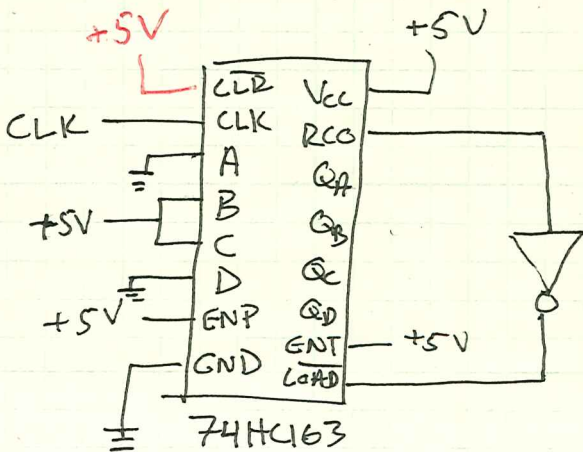 +5V
+5V
CLR
VCC
CLK
CLK
RCO
A
QA
+5V
B
QB
C
QC
D
QD
+5V
ENP
ENT
+5V
GND
LOAD
74HC163